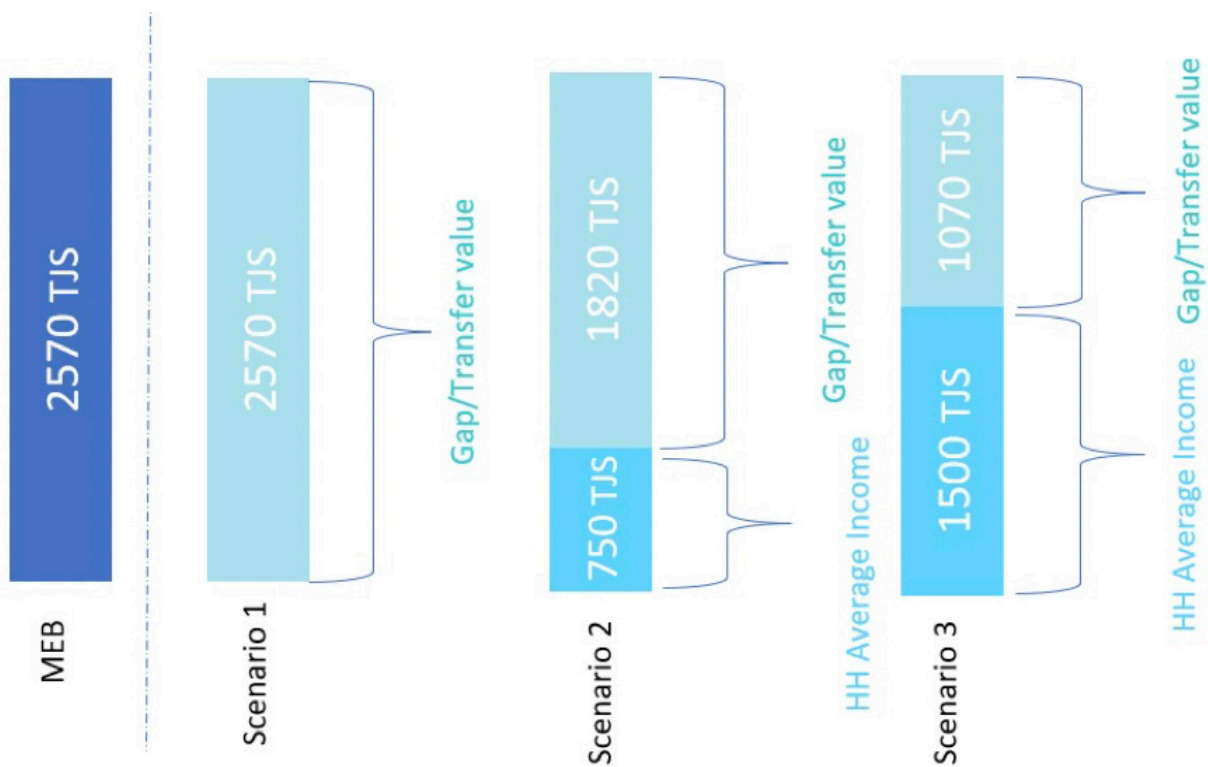 MEB
2570 TJS
Scenario 1
2570 TJS
Gap/Transfer value
Scenario 2
750 TJS
1820 TJS
HH Average Income
Gap/Transfer value
Scenario 3
1500 TJS
1070 TJS
HH Average Income
Gap/Transfer value